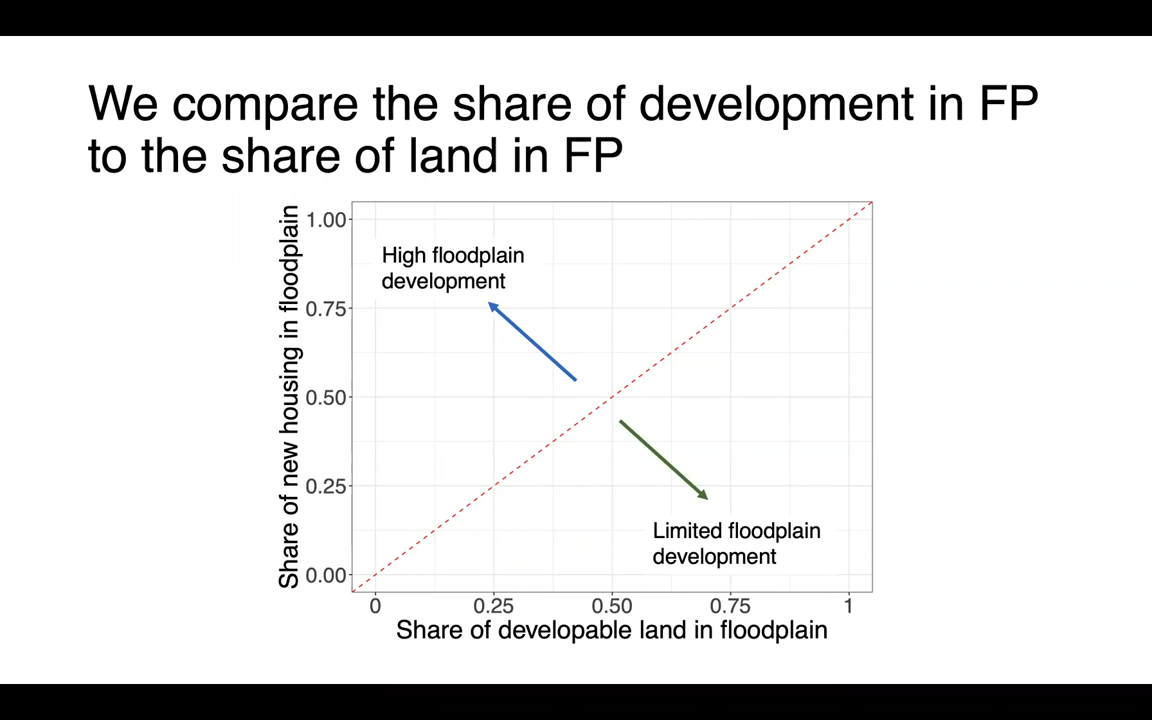 We compare the share of development in FP
to the share of land in FP
Share of new housing in floodplain
1.00
0.75
0.50
0.25
0.00
High floodplain
development
Limited floodplain
development
0 0.25 0.50 0.75 1
Share of developable land in floodplain